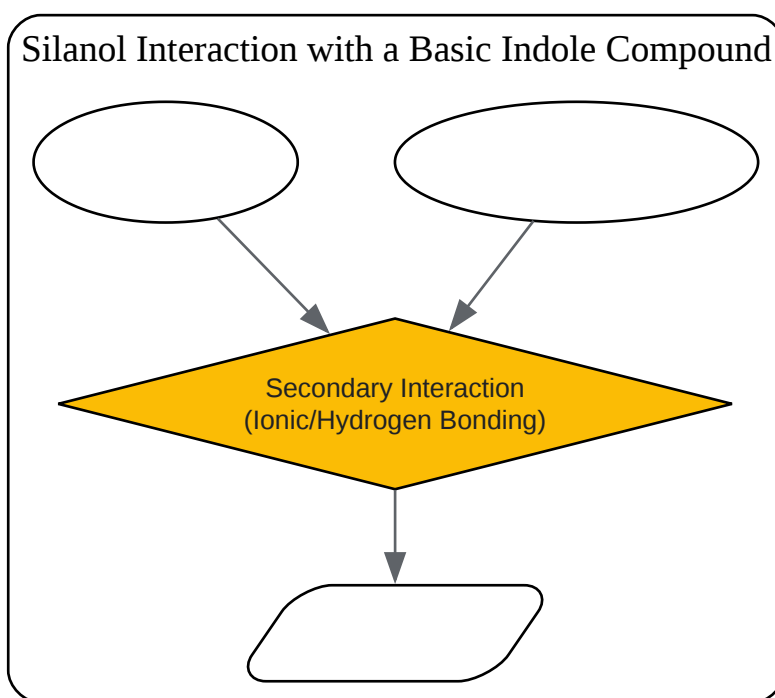 Silanol Interaction with a Basic Indole Compound
Secondary Interaction
(Ionic/Hydrogen Bonding)